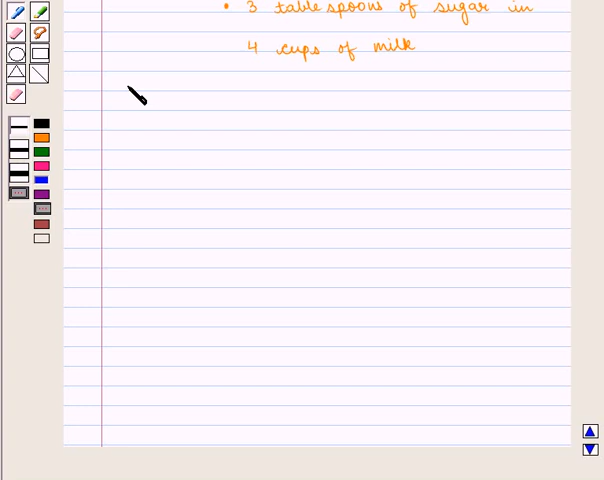 • 3 tablespoons of sugar in
4 cups of milk